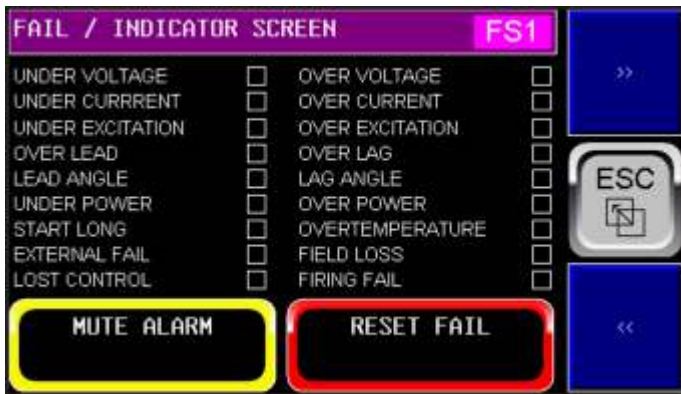 FAIL / INDICATOR SCREEN FS1
UNDER VOLTAGE OVER VOLTAGE
UNDER CURRRENT OVER CURRENT
UNDER EXCITATION OVER EXCITATION
OVER LEAD OVER LAG
LEAD ANGLE LAG ANGLE
UNDER POWER OVER POWER
START LONG OVERTEMPERATURE
EXTERNAL FAIL FIELD LOSS
LOST CONTROL FIRING FAIL
MUTE ALARM RESET FAIL
>>
ESC
<<